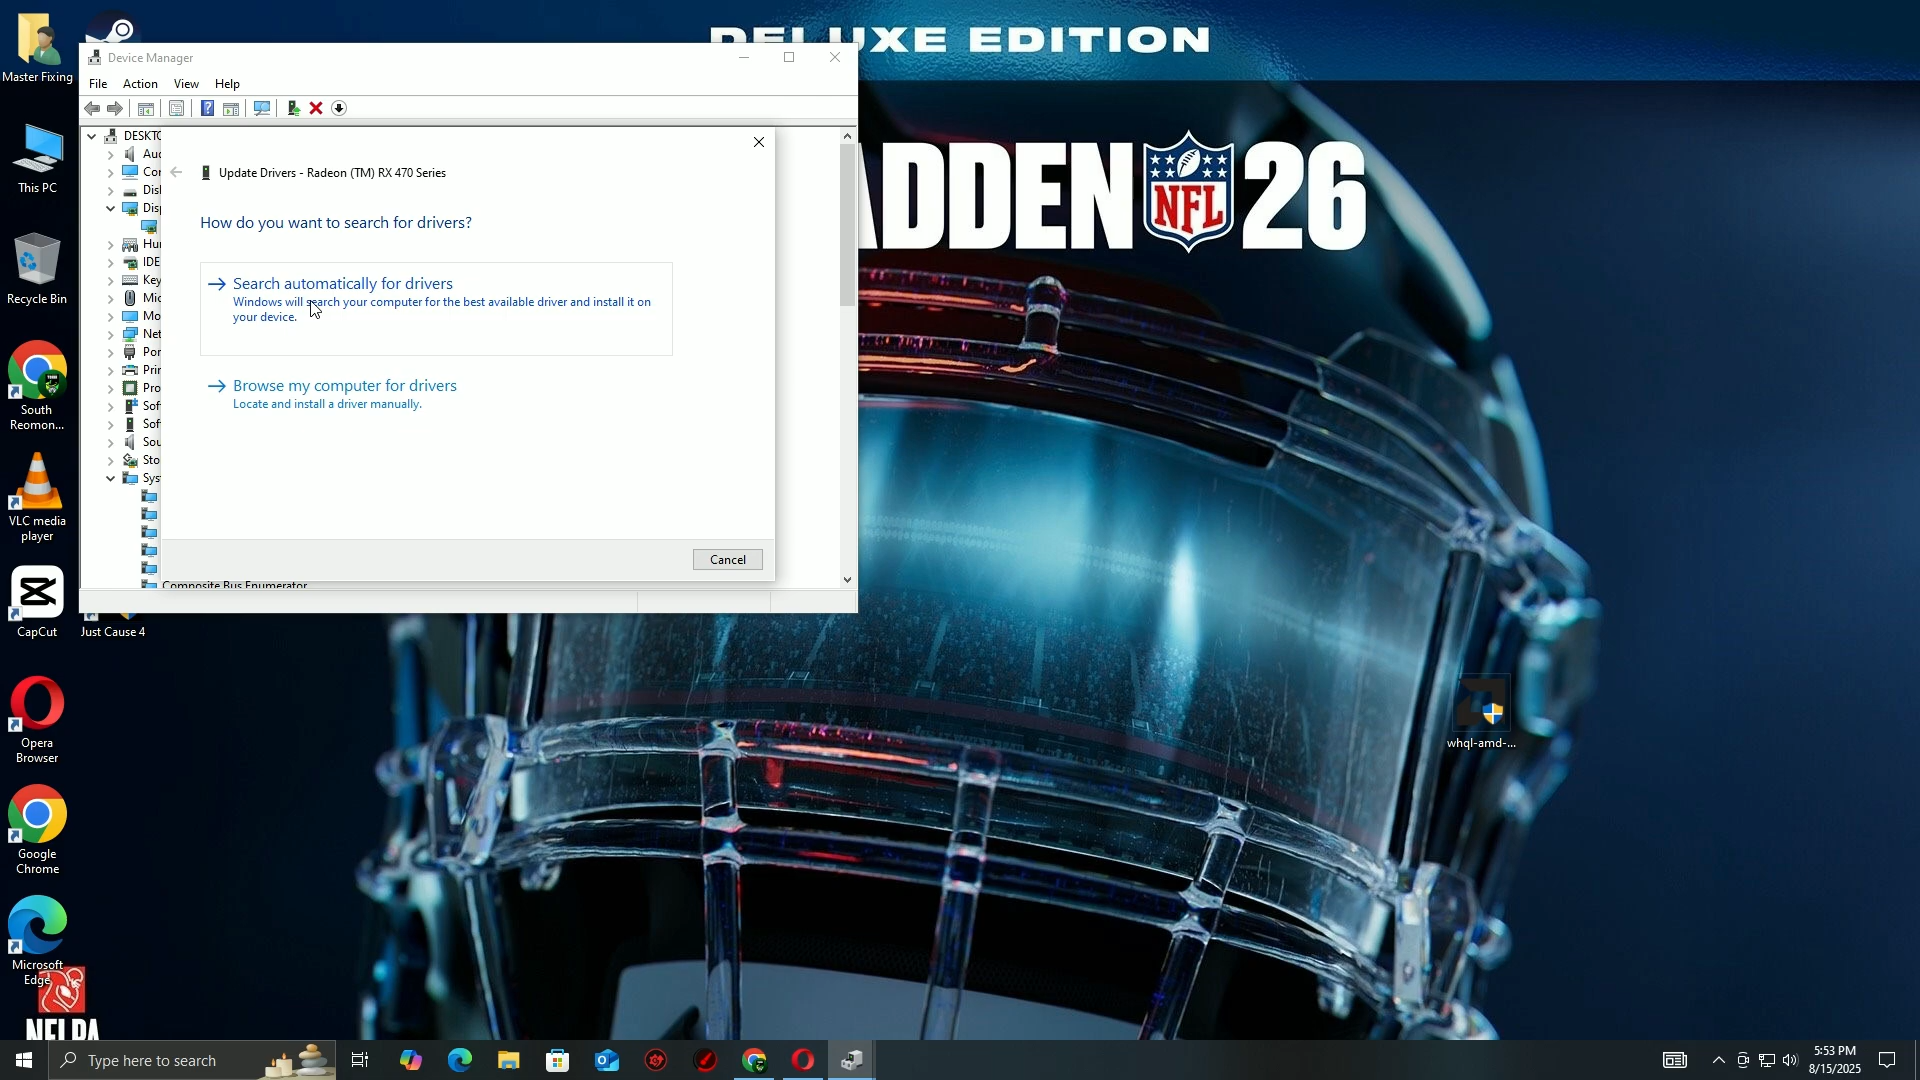 DELUXE EDITION
MADDEN NFL 26
Master Fixing
This PC
Recycle Bin
South
Reomon...
VLC media
player
CapCut
Just Cause 4
Opera
Browser
Google
Chrome
Microsoft
Edge
Device Manager
File Action View Help
DESKTO
Auc
Cor
Disl
Disp
Hur
IDE
Key
Mic
Mo
Net
Por
Prin
Pro
Sof
Sof
Sou
Sto
Syst
Composite Bus Enumerator
Update Drivers - Radeon (TM) RX 470 Series
How do you want to search for drivers?
Search automatically for drivers
Windows will search your computer for the best available driver and install it on
your device.
Browse my computer for drivers
Locate and install a driver manually.
Cancel
whql-amd-...
Type here to search
5:53 PM
8/15/2025